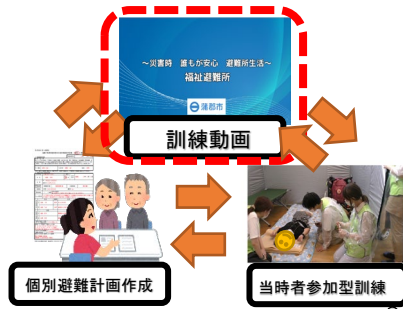 ～災害時 誰もが安心 避難所生活～
福祉避難所
蒲郡市
訓練動画
個別避難計画作成
当時者参加型訓練